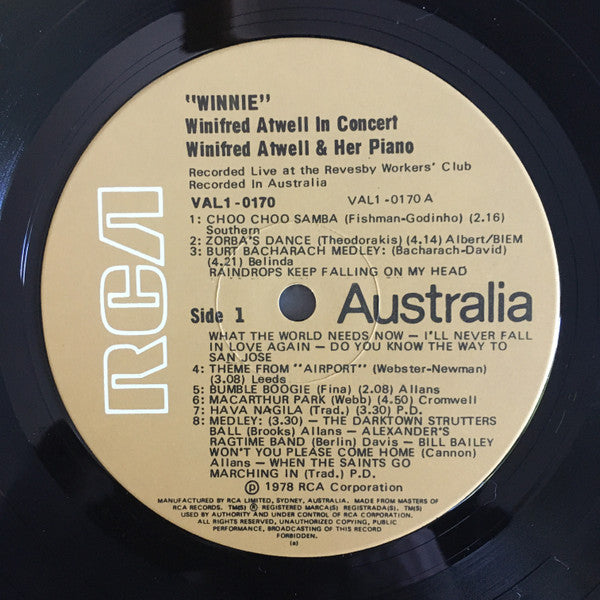 "WINNIE"
Winifred Atwell In Concert
Winifred Atwell & Her Piano
Recorded Live at the Revesby Workers' Club
Recorded In Australia
VAL1-0170 VAL1-0170 A
1: CHOO CHOO SAMBA (Fishman-Godinho) (2.16)
Southern
2: ZORBA'S DANCE (Theodorakis) (4.14) Albert/BIEM
3: BURT BACHARACH MEDLEY: (Bacharach-David)
(4.21) Belinda
RAINDROPS KEEP FALLING ON MY HEAD
RCA
Side 1 Australia
WHAT THE WORLD NEEDS NOW — I'LL NEVER FALL
IN LOVE AGAIN — DO YOU KNOW THE WAY TO
SAN JOSE
4: THEME FROM "AIRPORT" (Webster-Newman)
(3.08) Leeds
5: BUMBLE BOOGIE (Fina) (2.08) Allans
6: MACARTHUR PARK (Webb) (4.50) Cromwell
7: HAVA NAGILA (Trad.) (3.30) P.D.
8: MEDLEY: (3.30) — THE DARKTOWN STRUTTERS
BALL (Brooks) Allans — ALEXANDER'S
RAGTIME BAND (Berlin) Davis — BILL BAILEY
WON'T YOU PLEASE COME HOME (Cannon)
Allans — WHEN THE SAINTS GO
MARCHING IN (Trad.) P.D.
℗ 1978 RCA Corporation
MANUFACTURED BY RCA LIMITED, SYDNEY, AUSTRALIA. MADE FROM MASTERS OF
RCA RECORDS. TM(S) ® REGISTERED MARCA(S) REGISTRADA(S). TM(S)
USED BY AUTHORITY AND UNDER CONTROL OF RCA CORPORATION.
ALL RIGHTS RESERVED, UNAUTHORIZED COPYING, PUBLIC
PERFORMANCE, BROADCASTING OF THIS RECORD
FORBIDDEN.
(a)